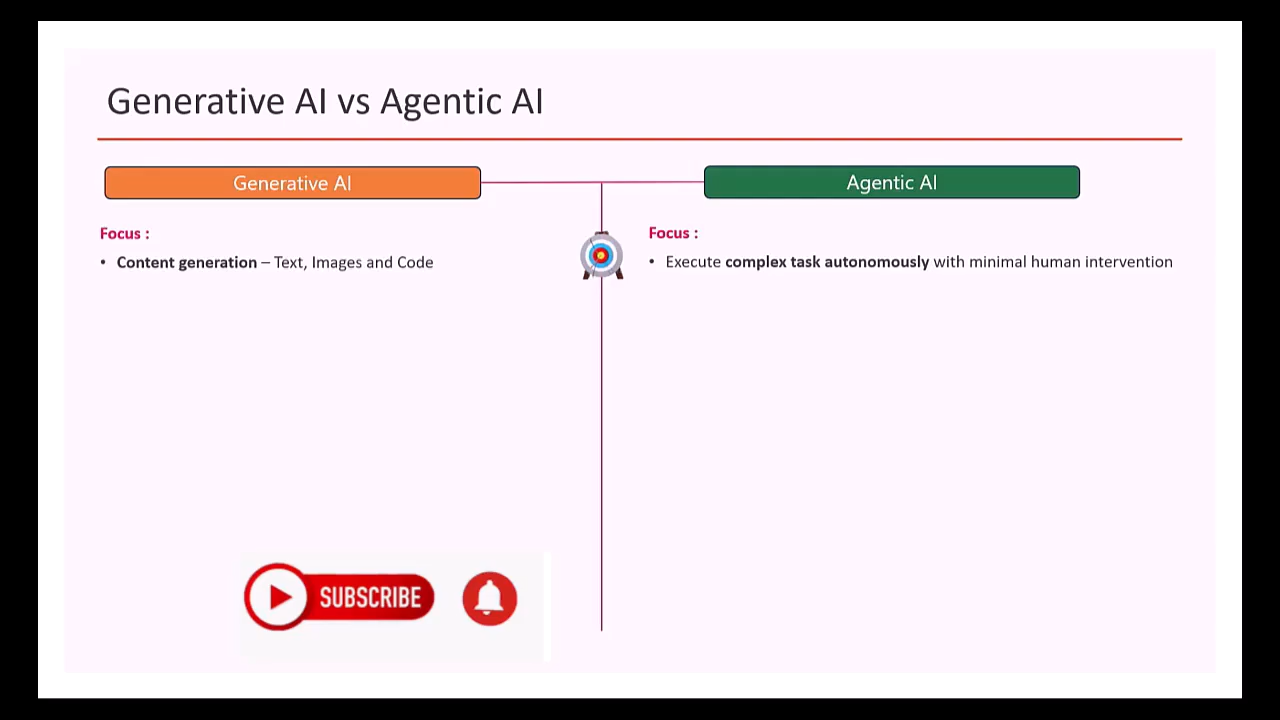 Generative AI vs Agentic AI
Generative AI
Agentic AI
Focus :
• Content generation – Text, Images and Code
Focus :
• Execute complex task autonomously with minimal human intervention
SUBSCRIBE